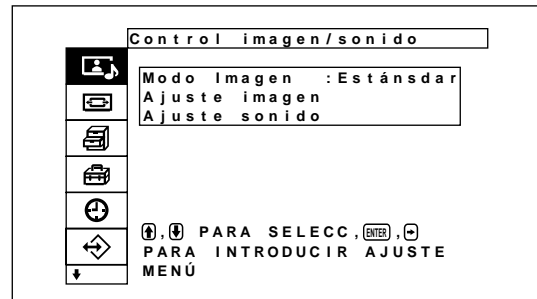 Control imagen/sonido
Modo Imagen :Estánsdar
Ajuste imagen
Ajuste sonido
, PARA SELECC, ENTER ,
PARA INTRODUCIR AJUSTE
MENÚ